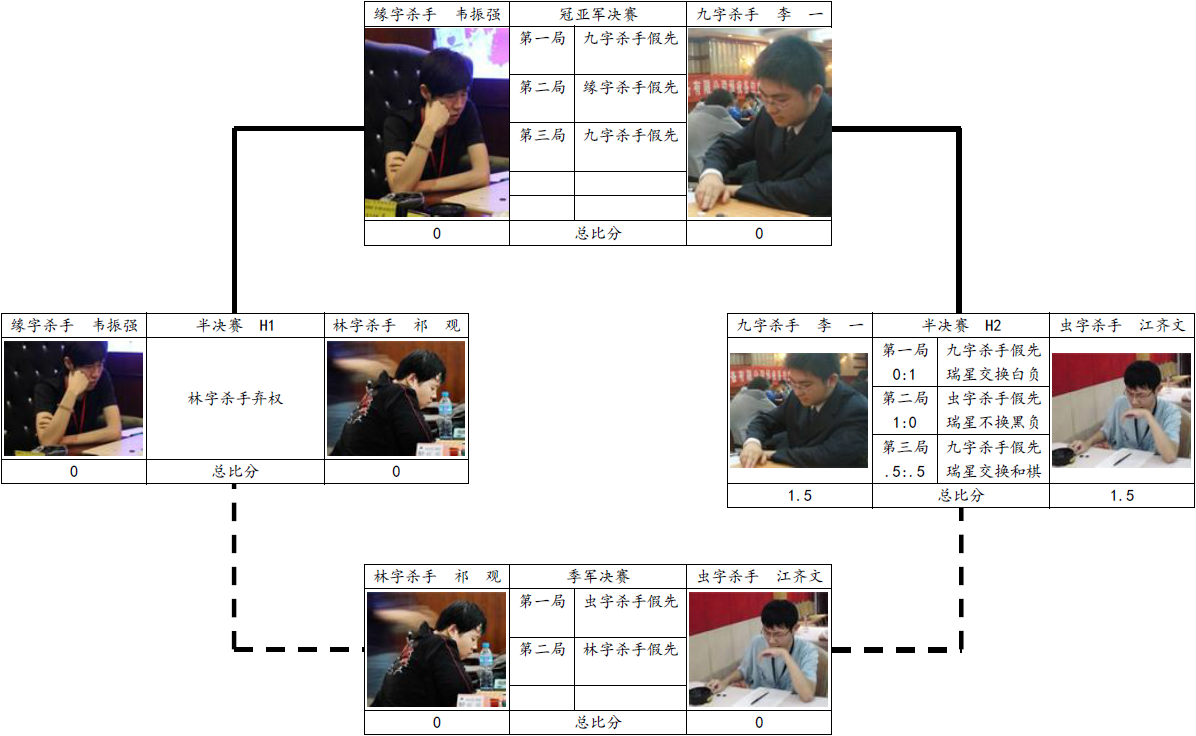 缘字杀手 韦振强 冠亚军决赛 九字杀手 李 一
第一局 九字杀手假先
第二局 缘字杀手假先
第三局 九字杀手假先
0 总比分 0
缘字杀手 韦振强 半决赛 H1 林字杀手 祁 观
林字杀手弃权
0 总比分 0
九字杀手 李 一 半决赛 H2 虫字杀手 江齐文
第一局 九字杀手假先
0:1 瑞星交换白负
第二局 虫字杀手假先
1:0 瑞星不换黑负
第三局 九字杀手假先
.5:.5 瑞星交换和棋
1.5 总比分 1.5
林字杀手 祁 观 季军决赛 虫字杀手 江齐文
第一局 虫字杀手假先
第二局 林字杀手假先
0 总比分 0